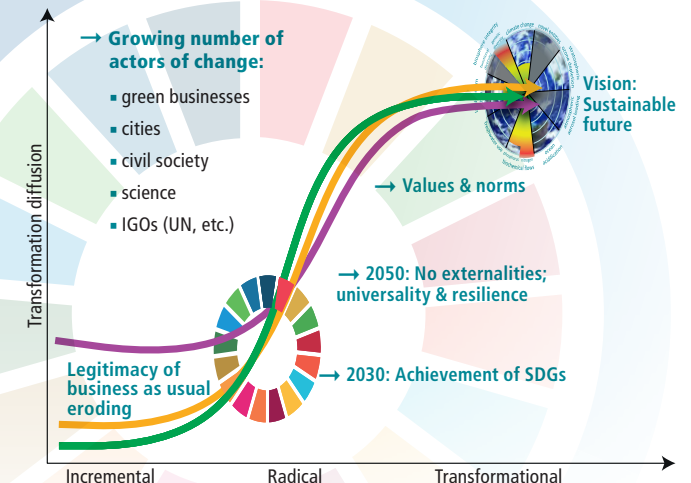 → Growing number of
actors of change:
▪ green businesses
▪ cities
▪ civil society
▪ science
▪ IGOs (UN, etc.)
Transformation diffusion
climate change
Vision:
Sustainable
future
→ Values & norms
→ 2050: No externalities;
universality & resilience
→ 2030: Achievement of SDGs
Legitimacy of
business as usual
eroding
Incremental
Radical
Transformational